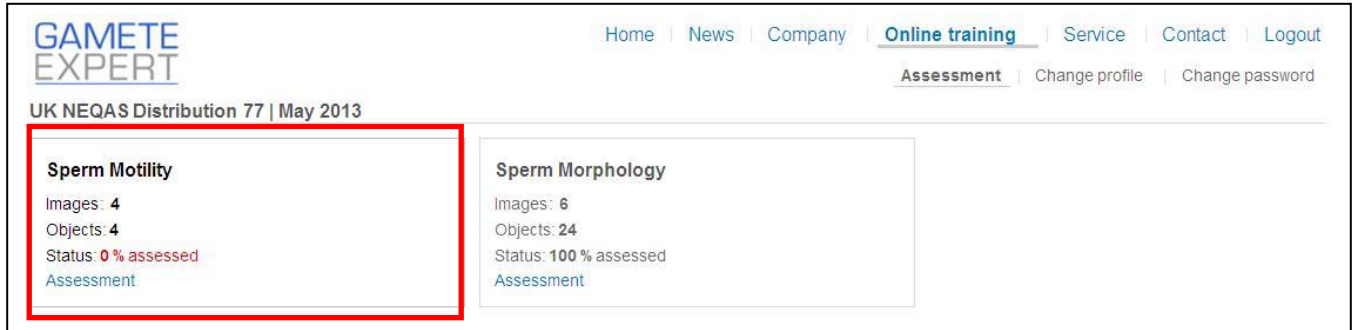 GAMETE
EXPERT
Home | News | Company | Online training | Service | Contact | Logout
Assessment | Change profile | Change password
UK NEQAS Distribution 77 | May 2013
Sperm Motility
Images: 4
Objects: 4
Status: 0 % assessed
Assessment
Sperm Morphology
Images: 6
Objects: 24
Status: 100 % assessed
Assessment